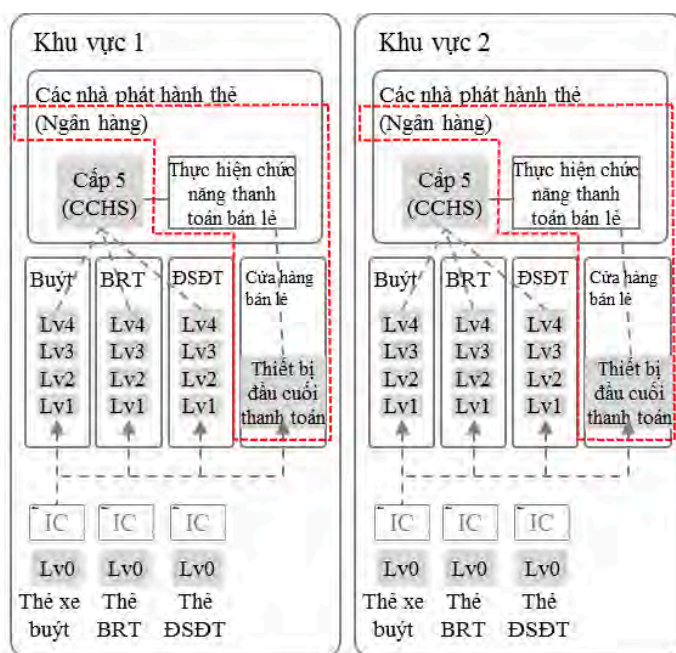 Khu vực 1
Các nhà phát hành thẻ
(Ngân hàng)
Cấp 5
(CCHS)
Thực hiện chức
năng thanh
toán bán lẻ
Buýt
BRT
ĐSĐT
Cửa hàng
bán lẻ
Lv4
Lv4
Lv4
Lv3
Lv3
Lv3
Lv2
Lv2
Lv2
Lv1
Lv1
Lv1
Thiết bị
đầu cuối
thanh toán
IC
IC
IC
Lv0
Lv0
Lv0
Thẻ xe
buýt
Thẻ
BRT
Thẻ
ĐSĐT
Khu vực 2
Các nhà phát hành thẻ
(Ngân hàng)
Cấp 5
(CCHS)
Thực hiện chức
năng thanh
toán bán lẻ
Buýt
BRT
ĐSĐT
Cửa hàng
bán lẻ
Lv4
Lv4
Lv4
Lv3
Lv3
Lv3
Lv2
Lv2
Lv2
Lv1
Lv1
Lv1
Thiết bị
đầu cuối
thanh toán
IC
IC
IC
Lv0
Lv0
Lv0
Thẻ xe
buýt
Thẻ
BRT
Thẻ
ĐSĐT